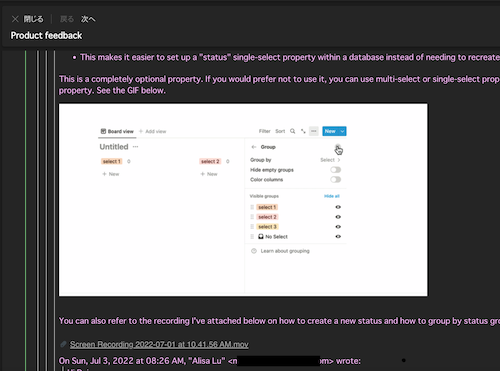 閉じる 戻る 次へ
Product feedback
• This makes it easier to set up a "status" single-select property within a database instead of needing to recreate
This is a completely optional property. If you would prefer not to use it, you can use multi-select or single-select prop
property. See the GIF below.
Board view + Add view Filter Sort New
Untitled
Group
select 1 0 select 2 0
Group by Select
+ New + New
Hide empty groups
Color columns
Visible groups Hide all
select 1
select 2
select 3
No Select
Learn about grouping
You can also refer to the recording I've attached below on how to create a new status and how to group by status gro
Screen Recording 2022-07-01 at 10.41.56 AM.mov
On Sun, Jul 3, 2022 at 08:26 AM, "Alisa Lu" <m om> wrote: